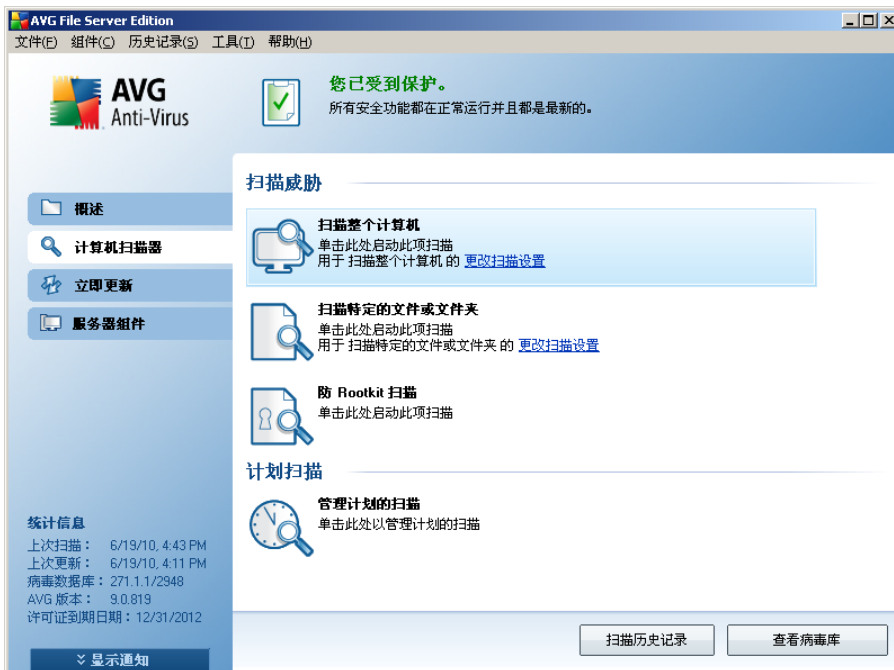 AVG File Server Edition
文件(F) 组件(C) 历史记录(S) 工具(T) 帮助(H)
AVG
Anti-Virus
您已受到保护。
所有安全功能都在正常运行并且都是最新的。
概述
计算机扫描器
立即更新
服务器组件
扫描威胁
扫描整个计算机
单击此处启动此项扫描
用于 扫描整个计算机 的 更改扫描设置
扫描特定的文件或文件夹
单击此处启动此项扫描
用于 扫描特定的文件或文件夹 的 更改扫描设置
防 Rootkit 扫描
单击此处启动此项扫描
计划扫描
管理计划的扫描
单击此处以管理计划的扫描
统计信息
上次扫描： 6/19/10, 4:43 PM
上次更新： 6/19/10, 4:11 PM
病毒数据库：271.1.1/2948
AVG 版本： 9.0.819
许可证到期日期：12/31/2012
显示通知
扫描历史记录
查看病毒库